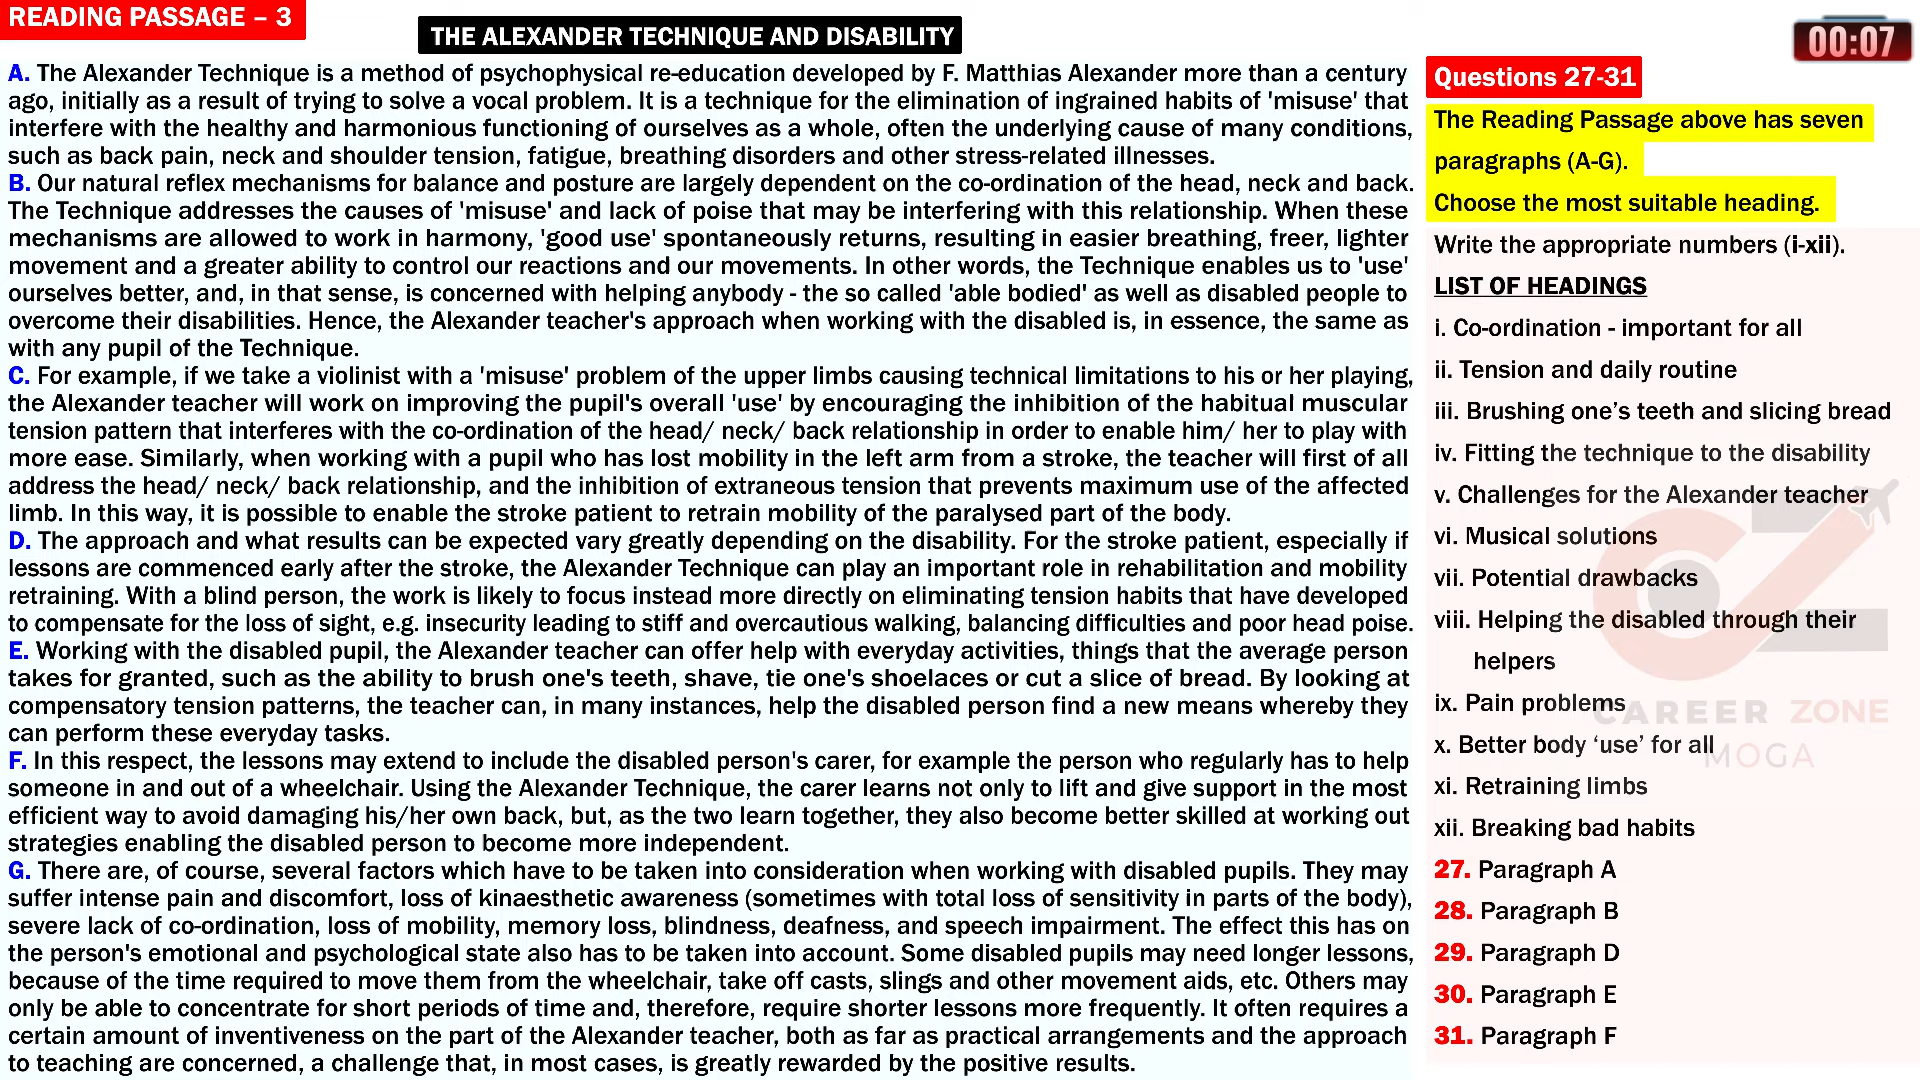 READING PASSAGE – 3
THE ALEXANDER TECHNIQUE AND DISABILITY
00:07
A. The Alexander Technique is a method of psychophysical re-education developed by F. Matthias Alexander more than a century
ago, initially as a result of trying to solve a vocal problem. It is a technique for the elimination of ingrained habits of 'misuse' that
interfere with the healthy and harmonious functioning of ourselves as a whole, often the underlying cause of many conditions,
such as back pain, neck and shoulder tension, fatigue, breathing disorders and other stress-related illnesses.
B. Our natural reflex mechanisms for balance and posture are largely dependent on the co-ordination of the head, neck and back.
The Technique addresses the causes of 'misuse' and lack of poise that may be interfering with this relationship. When these
mechanisms are allowed to work in harmony, 'good use' spontaneously returns, resulting in easier breathing, freer, lighter
movement and a greater ability to control our reactions and our movements. In other words, the Technique enables us to 'use'
ourselves better, and, in that sense, is concerned with helping anybody - the so called 'able bodied' as well as disabled people to
overcome their disabilities. Hence, the Alexander teacher's approach when working with the disabled is, in essence, the same as
with any pupil of the Technique.
C. For example, if we take a violinist with a 'misuse' problem of the upper limbs causing technical limitations to his or her playing,
the Alexander teacher will work on improving the pupil's overall 'use' by encouraging the inhibition of the habitual muscular
tension pattern that interferes with the co-ordination of the head/ neck/ back relationship in order to enable him/ her to play with
more ease. Similarly, when working with a pupil who has lost mobility in the left arm from a stroke, the teacher will first of all
address the head/ neck/ back relationship, and the inhibition of extraneous tension that prevents maximum use of the affected
limb. In this way, it is possible to enable the stroke patient to retrain mobility of the paralysed part of the body.
D. The approach and what results can be expected vary greatly depending on the disability. For the stroke patient, especially if
lessons are commenced early after the stroke, the Alexander Technique can play an important role in rehabilitation and mobility
retraining. With a blind person, the work is likely to focus instead more directly on eliminating tension habits that have developed
to compensate for the loss of sight, e.g. insecurity leading to stiff and overcautious walking, balancing difficulties and poor head poise.
E. Working with the disabled pupil, the Alexander teacher can offer help with everyday activities, things that the average person
takes for granted, such as the ability to brush one's teeth, shave, tie one's shoelaces or cut a slice of bread. By looking at
compensatory tension patterns, the teacher can, in many instances, help the disabled person find a new means whereby they
can perform these everyday tasks.
F. In this respect, the lessons may extend to include the disabled person's carer, for example the person who regularly has to help
someone in and out of a wheelchair. Using the Alexander Technique, the carer learns not only to lift and give support in the most
efficient way to avoid damaging his/her own back, but, as the two learn together, they also become better skilled at working out
strategies enabling the disabled person to become more independent.
G. There are, of course, several factors which have to be taken into consideration when working with disabled pupils. They may
suffer intense pain and discomfort, loss of kinaesthetic awareness (sometimes with total loss of sensitivity in parts of the body),
severe lack of co-ordination, loss of mobility, memory loss, blindness, deafness, and speech impairment. The effect this has on
the person's emotional and psychological state also has to be taken into account. Some disabled pupils may need longer lessons,
because of the time required to move them from the wheelchair, take off casts, slings and other movement aids, etc. Others may
only be able to concentrate for short periods of time and, therefore, require shorter lessons more frequently. It often requires a
certain amount of inventiveness on the part of the Alexander teacher, both as far as practical arrangements and the approach
to teaching are concerned, a challenge that, in most cases, is greatly rewarded by the positive results.
Questions 27-31
The Reading Passage above has seven
paragraphs (A-G).
Choose the most suitable heading.
Write the appropriate numbers (i-xii).
LIST OF HEADINGS
i. Co-ordination - important for all
ii. Tension and daily routine
iii. Brushing one’s teeth and slicing bread
iv. Fitting the technique to the disability
v. Challenges for the Alexander teacher
vi. Musical solutions
vii. Potential drawbacks
viii. Helping the disabled through their
helpers
ix. Pain problems
x. Better body ‘use’ for all
xi. Retraining limbs
xii. Breaking bad habits
27. Paragraph A
28. Paragraph B
29. Paragraph D
30. Paragraph E
31. Paragraph F
CAREER ZONE
MOGA